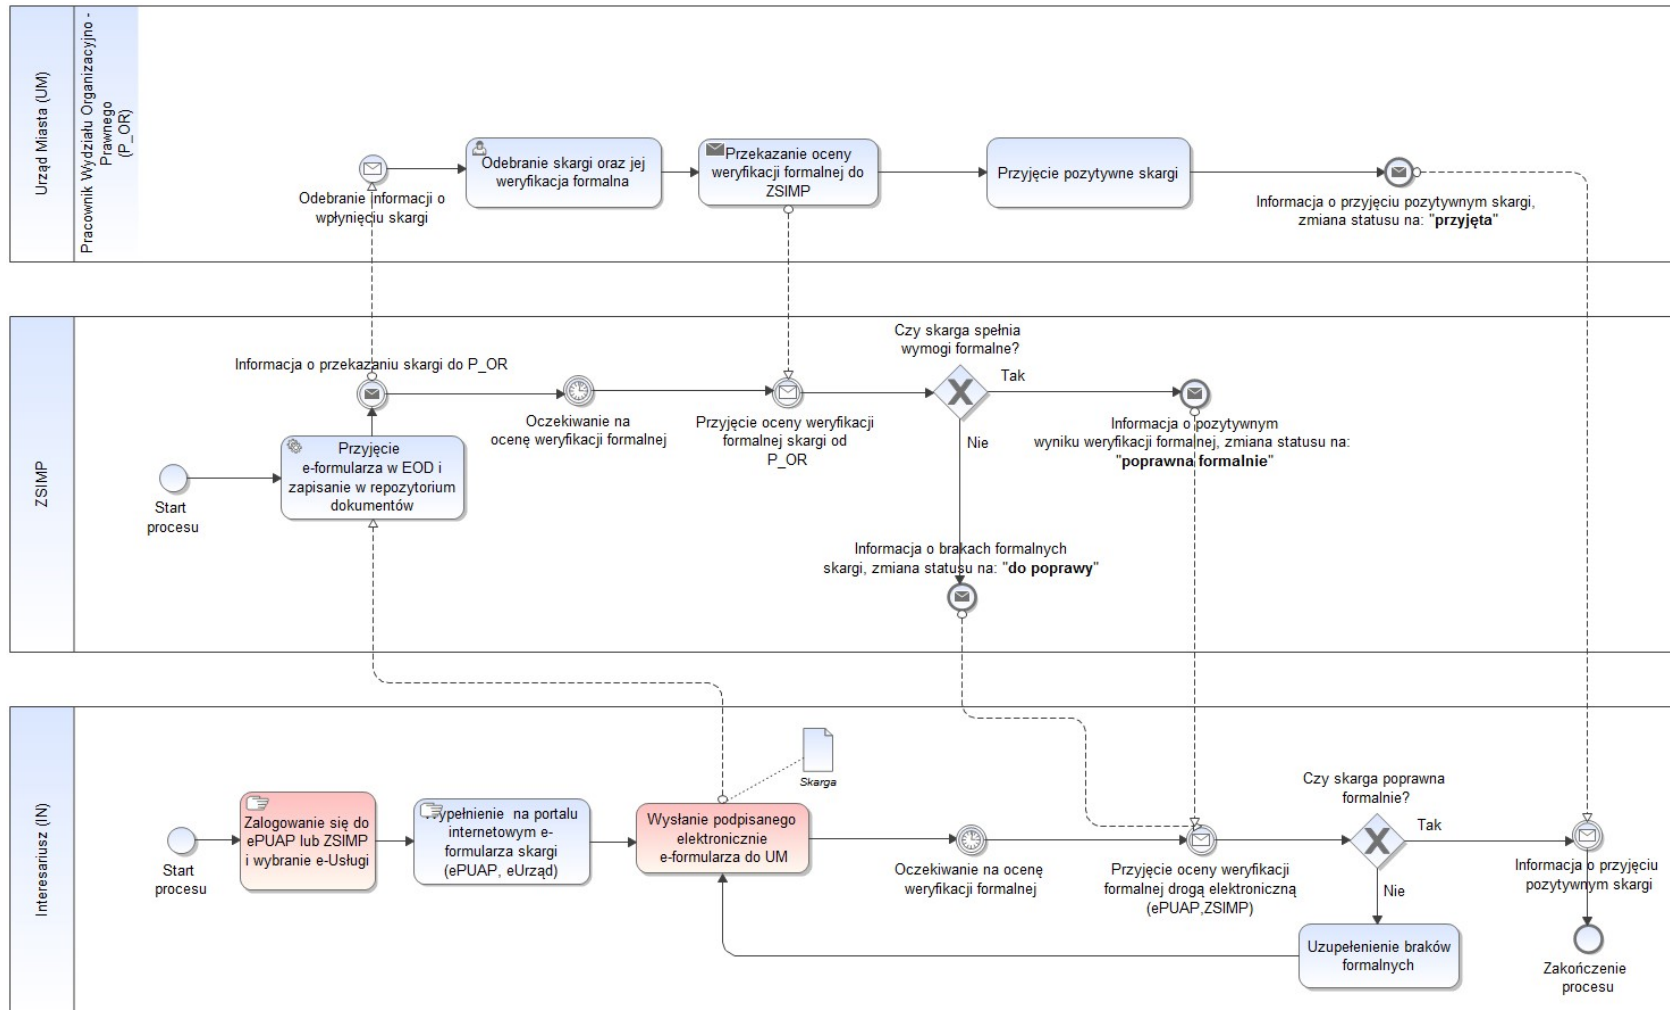 Urząd Miasta (UM)
Pracownik Wydziału Organizacyjno -
Prawnego
(P_OR)
Odebranie informacji o
wpłynięciu skargi
Odebranie skargi oraz jej
weryfikacja formalna
Przekazanie oceny
weryfikacji formalnej do
ZSIMP
Przyjęcie pozytywne skargi
Informacja o przyjęciu pozytywnym skargi,
zmiana statusu na: "przyjęta"
ZSIMP
Start
procesu
Przyjęcie
e-formularza w EOD i
zapisanie w repozytorium
dokumentów
Informacja o przekazaniu skargi do P_OR
Oczekiwanie na
ocenę weryfikacji formalnej
Przyjęcie oceny weryfikacji
formalnej skargi od
P_OR
Czy skarga spełnia
wymogi formalne?
Tak
Nie
Informacja o pozytywnym
wyniku weryfikacji formalnej, zmiana statusu na:
"poprawna formalnie"
Informacja o brakach formalnych
skargi, zmiana statusu na: "do poprawy"
Interesariusz (IN)
Start
procesu
Zalogowanie się do
ePUAP lub ZSIMP
i wybranie e-Usługi
Wypełnienie na portalu
internetowym e-
formularza skargi
(ePUAP, eUrząd)
Wysłanie podpisanego
elektronicznie
e-formularza do UM
Skarga
Oczekiwanie na ocenę
weryfikacji formalnej
Przyjęcie oceny weryfikacji
formalnej drogą elektroniczną
(ePUAP,ZSIMP)
Czy skarga poprawna
formalnie?
Tak
Nie
Uzupełenienie braków
formalnych
Informacja o przyjęciu
pozytywnym skargi
Zakończenie
procesu